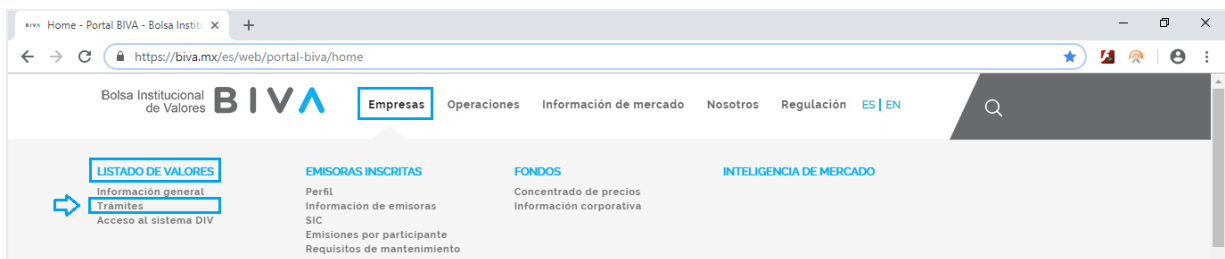 BIVA Home - Portal BIVA - Bolsa Instit
https://biva.mx/es/web/portal-biva/home
Bolsa Institucional
de Valores BIVA
Empresas Operaciones Información de mercado Nosotros Regulación ES | EN
LISTADO DE VALORES
Información general
Trámites
Acceso al sistema DIV
EMISORAS INSCRITAS
Perfil
Información de emisoras
SIC
Emisiones por participante
Requisitos de mantenimiento
FONDOS
Concentrado de precios
Información corporativa
INTELIGENCIA DE MERCADO